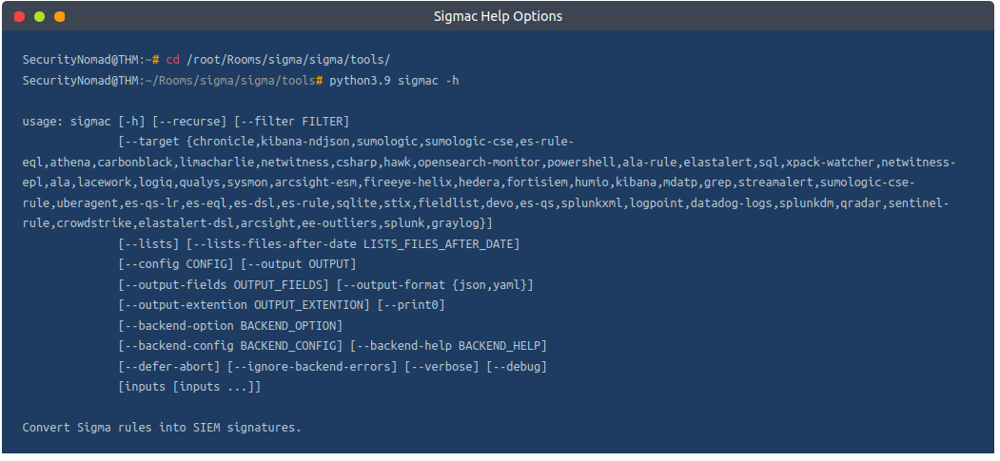 Sigmac Help Options
SecurityNomad@THM:~# cd /root/Rooms/sigma/sigma/tools/
SecurityNomad@THM:~/Rooms/sigma/sigma/tools# python3.9 sigmac -h
usage: sigmac [-h] [--recurse] [--filter FILTER]
[--target {chronicle,kibana-ndjson,sumologic,sumologic-cse,es-rule-
eql,athena,carbonblack,limacharlie,netwitness,csharp,hawk,opensearch-monitor,powershell,ala-rule,elastalert,sql,xpack-watcher,netwitness-
epl,ala,lacework,logiq,qualys,sysmon,arcsight-esm,fireeye-helix,hedera,fortisiem,humio,kibana,mdatp,grep,streamalert,sumologic-cse-
rule,uberagent,es-qs-lr,es-eql,es-dsl,es-rule,sqlite,stix,fieldlist,devo,es-qs,splunkxml,logpoint,datadog-logs,splunkdm,qradar,sentinel-
rule,crowdstrike,elastalert-dsl,arcsight,ee-outliers,splunk,graylog}]
[--lists] [--lists-files-after-date LISTS_FILES_AFTER_DATE]
[--config CONFIG] [--output OUTPUT]
[--output-fields OUTPUT_FIELDS] [--output-format {json,yaml}]
[--output-extention OUTPUT_EXTENTION] [--print0]
[--backend-option BACKEND_OPTION]
[--backend-config BACKEND_CONFIG] [--backend-help BACKEND_HELP]
[--defer-abort] [--ignore-backend-errors] [--verbose] [--debug]
[inputs [inputs ...]]
Convert Sigma rules into SIEM signatures.